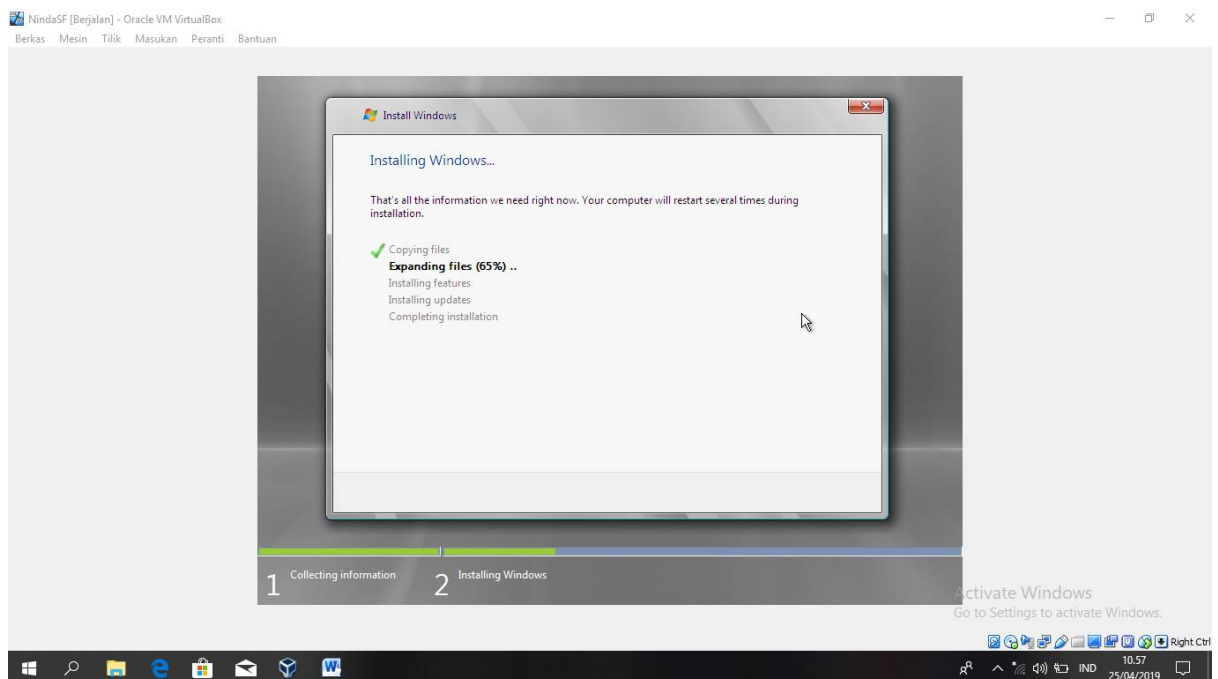 NindaSF [Berjalan] - Oracle VM VirtualBox
Berkas Mesin Tilik Masukan Peranti Bantuan
Install Windows
Installing Windows...
That's all the information we need right now. Your computer will restart several times during
installation.
Copying files
Expanding files (65%) ..
Installing features
Installing updates
Completing installation
1 Collecting information 2 Installing Windows
Activate Windows
Go to Settings to activate Windows.
Right Ctrl
IND
10.57
25/04/2019